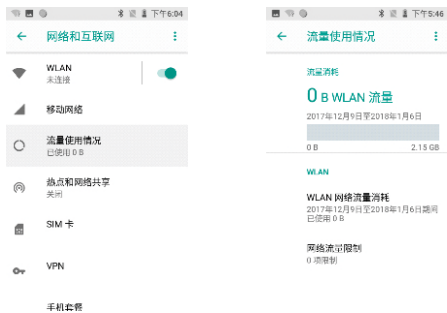 下午6:04
网络和互联网
WLAN
未连接
移动网络
流量使用情况
已使用 0 B
热点和网络共享
关闭
SIM 卡
VPN
手机套餐
下午5:46
流量使用情况
流量消耗
0 B WLAN 流量
2017年12月9日至2018年1月6日
0 B
2.15 GB
WLAN
WLAN 网络流量消耗
2017年12月9日至2018年1月6日期间
已使用 0 B
网络流量限制
0 项限制